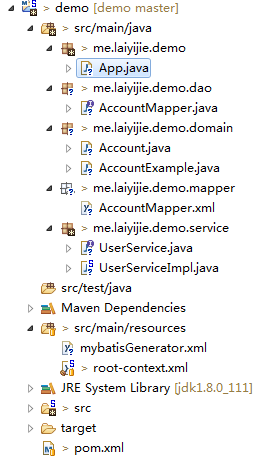 > demo [demo master]
> src/main/java
> me.laiyijie.demo
> App.java
> me.laiyijie.demo.dao
AccountMapper.java
> me.laiyijie.demo.domain
Account.java
AccountExample.java
> me.laiyijie.demo.mapper
AccountMapper.xml
> me.laiyijie.demo.service
UserService.java
UserServiceImpl.java
src/test/java
Maven Dependencies
> src/main/resources
mybatisGenerator.xml
> root-context.xml
JRE System Library [jdk1.8.0_111]
> src
target
> pom.xml